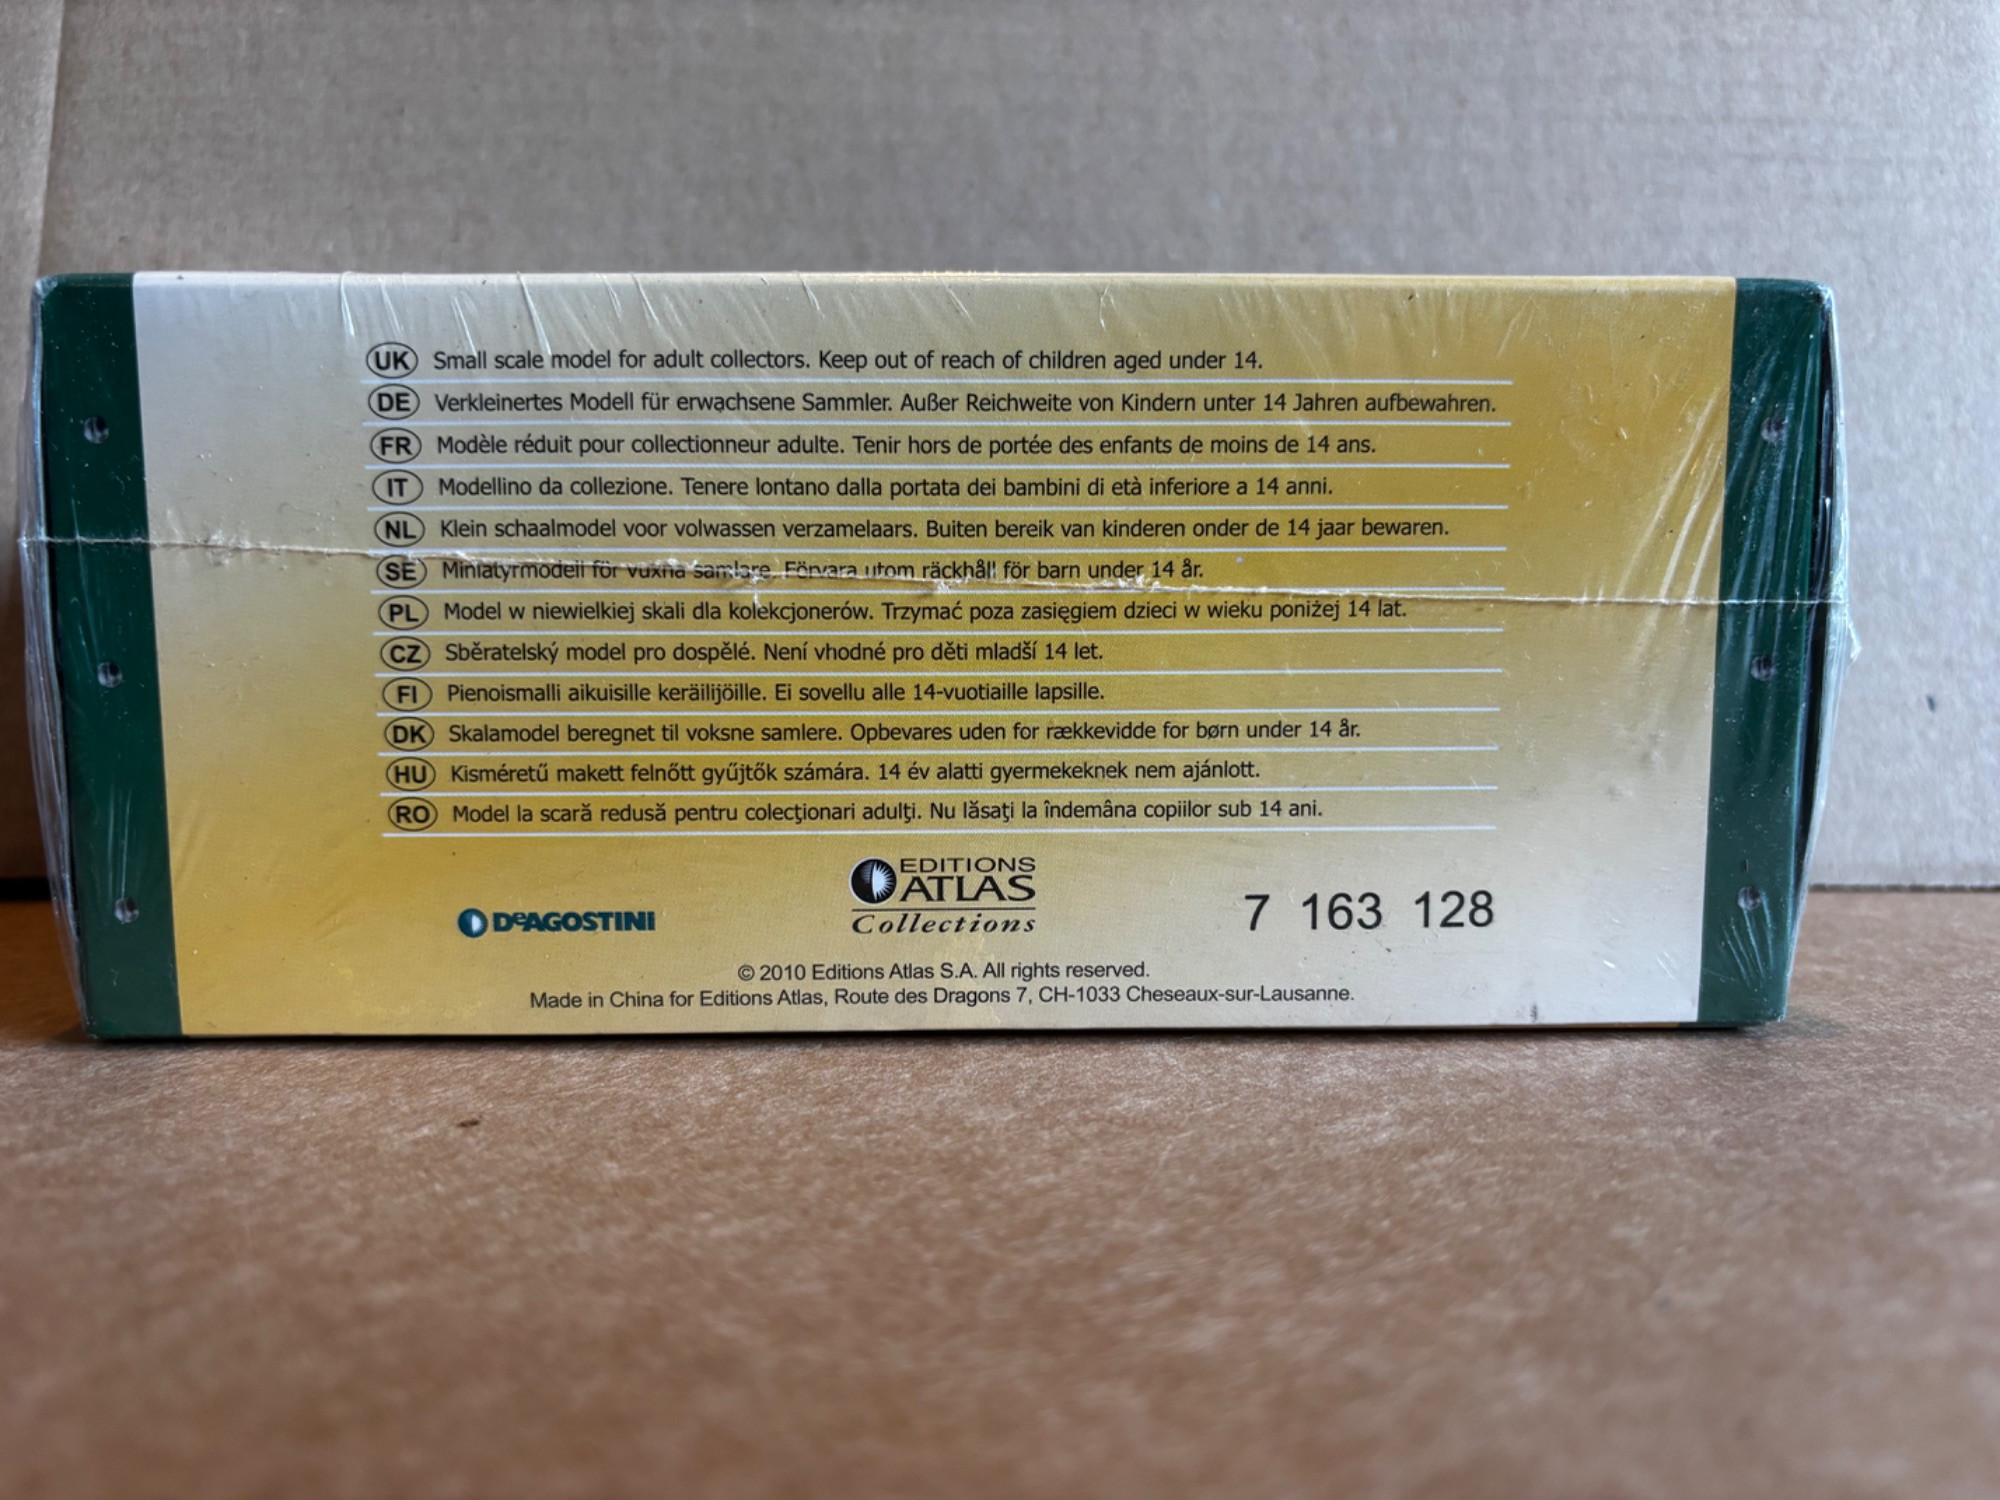 UK Small scale model for adult collectors. Keep out of reach of children aged under 14.
DE Verkleinertes Modell für erwachsene Sammler. Außer Reichweite von Kindern unter 14 Jahren aufbewahren.
FR Modèle réduit pour collectionneur adulte. Tenir hors de portée des enfants de moins de 14 ans.
IT Modellino da collezione. Tenere lontano dalla portata dei bambini di età inferiore a 14 anni.
NL Klein schaalmodel voor volwassen verzamelaars. Buiten bereik van kinderen onder de 14 jaar bewaren.
SE Miniatyrmodell för vuxna samlare. Förvara utom räckhåll för barn under 14 år.
PL Model w niewielkiej skali dla kolekcjonerów. Trzymać poza zasięgiem dzieci w wieku poniżej 14 lat.
CZ Sběratelský model pro dospělé. Není vhodné pro děti mladší 14 let.
FI Pienoismalli aikuisille keräilijöille. Ei sovellu alle 14-vuotiaille lapsille.
DK Skalamodel beregnet til voksne samlere. Opbevares uden for rækkevidde for børn under 14 år.
HU Kisméretű makett felnőtt gyűjtők számára. 14 év alatti gyermekeknek nem ajánlott.
RO Model la scară redusă pentru colecţionari adulţi. Nu lăsaţi la îndemâna copiilor sub 14 ani.
EDITIONS
ATLAS
Collections
DeAGOSTINI
7 163 128
© 2010 Editions Atlas S.A. All rights reserved.
Made in China for Editions Atlas, Route des Dragons 7, CH-1033 Cheseaux-sur-Lausanne.